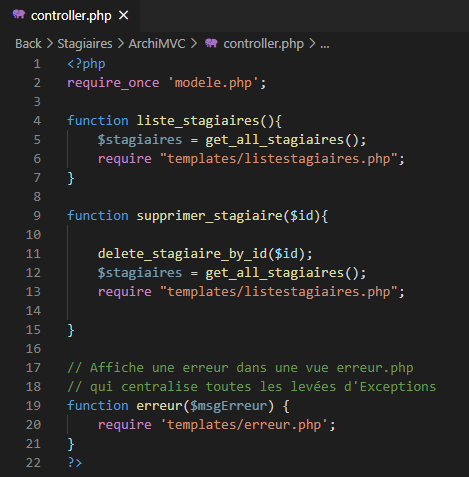 controller.php ×
Back > Stagiaires > ArchiMVC > controller.php > ...
1 <?php
2 require_once 'modele.php';
3
4 function liste_stagiaires(){
5     $stagiaires = get_all_stagiaires();
6     require "templates/listestagiaires.php";
7 }
8
9 function supprimer_stagiaire($id){
10
11     delete_stagiaire_by_id($id);
12     $stagiaires = get_all_stagiaires();
13     require "templates/listestagiaires.php";
14
15 }
16
17 // Affiche une erreur dans une vue erreur.php
18 // qui centralise toutes les levées d'Exceptions
19 function erreur($msgErreur) {
20     require 'templates/erreur.php';
21 }
22 ?>